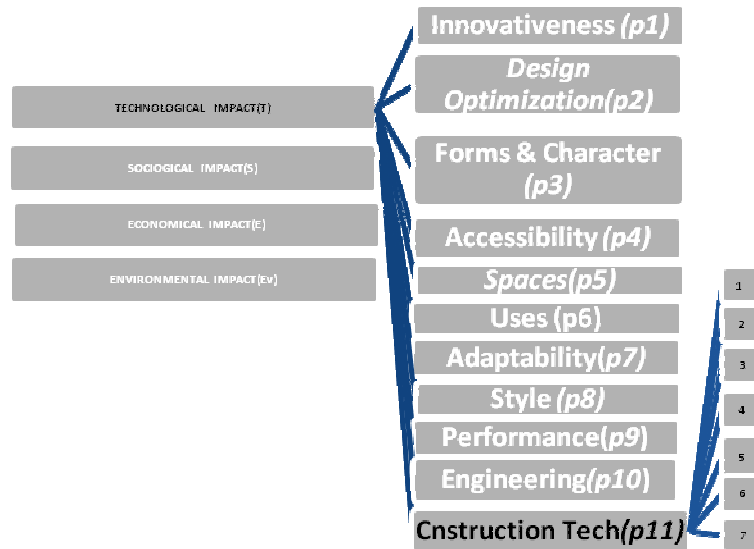 TECHNOLOGICAL IMPACT(T)
SOCIOGICAL IMPACT(S)
ECONOMICAL IMPACT(E)
ENVIRONMENTAL IMPACT(Ev)
Innovativeness (p1)
Design
Optimization(p2)
Forms & Character
(p3)
Accessibility (p4)
Spaces(p5)
Uses (p6)
Adaptability(p7)
Style (p8)
Performance(p9)
Engineering(p10)
Cnstruction Tech(p11)
1
2
3
4
5
6
7